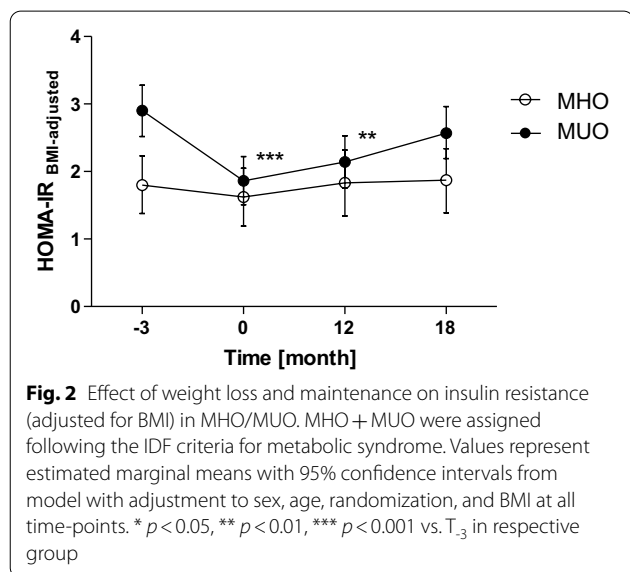 4
3
2
1
0
HOMA-IR BMI-adjusted
***
**
MHO
MUO
-3 0 12 18
Time [month]
Fig. 2 Effect of weight loss and maintenance on insulin resistance
(adjusted for BMI) in MHO/MUO. MHO + MUO were assigned
following the IDF criteria for metabolic syndrome. Values represent
estimated marginal means with 95% confidence intervals from
model with adjustment to sex, age, randomization, and BMI at all
time-points. * p < 0.05, ** p < 0.01, *** p < 0.001 vs. T-3 in respective
group